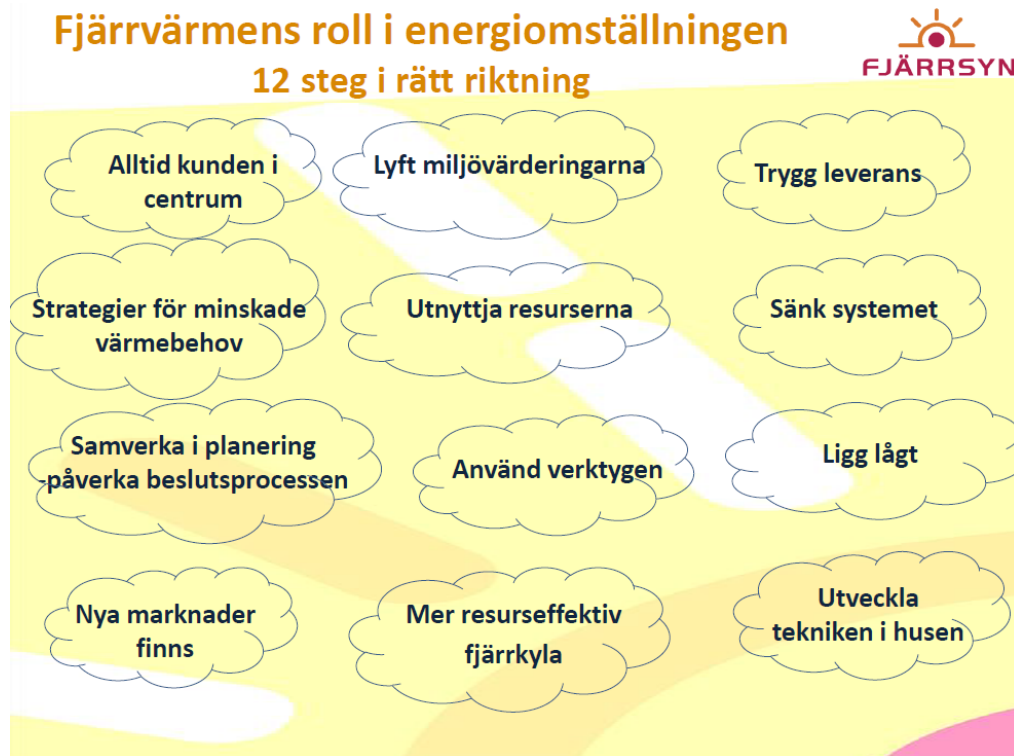 Fjärrvärmens roll i energiomställningen
12 steg i rätt riktning
FJÄRRSYN
Alltid kunden i
centrum
Lyft miljövärderingarna
Trygg leverans
Strategier för minskade
värmebehov
Utnyttja resurserna
Sänk systemet
Samverka i planering
-påverka beslutsprocessen
Använd verktygen
Ligg lågt
Nya marknader
finns
Mer resurseffektiv
fjärrkyla
Utveckla
tekniken i husen